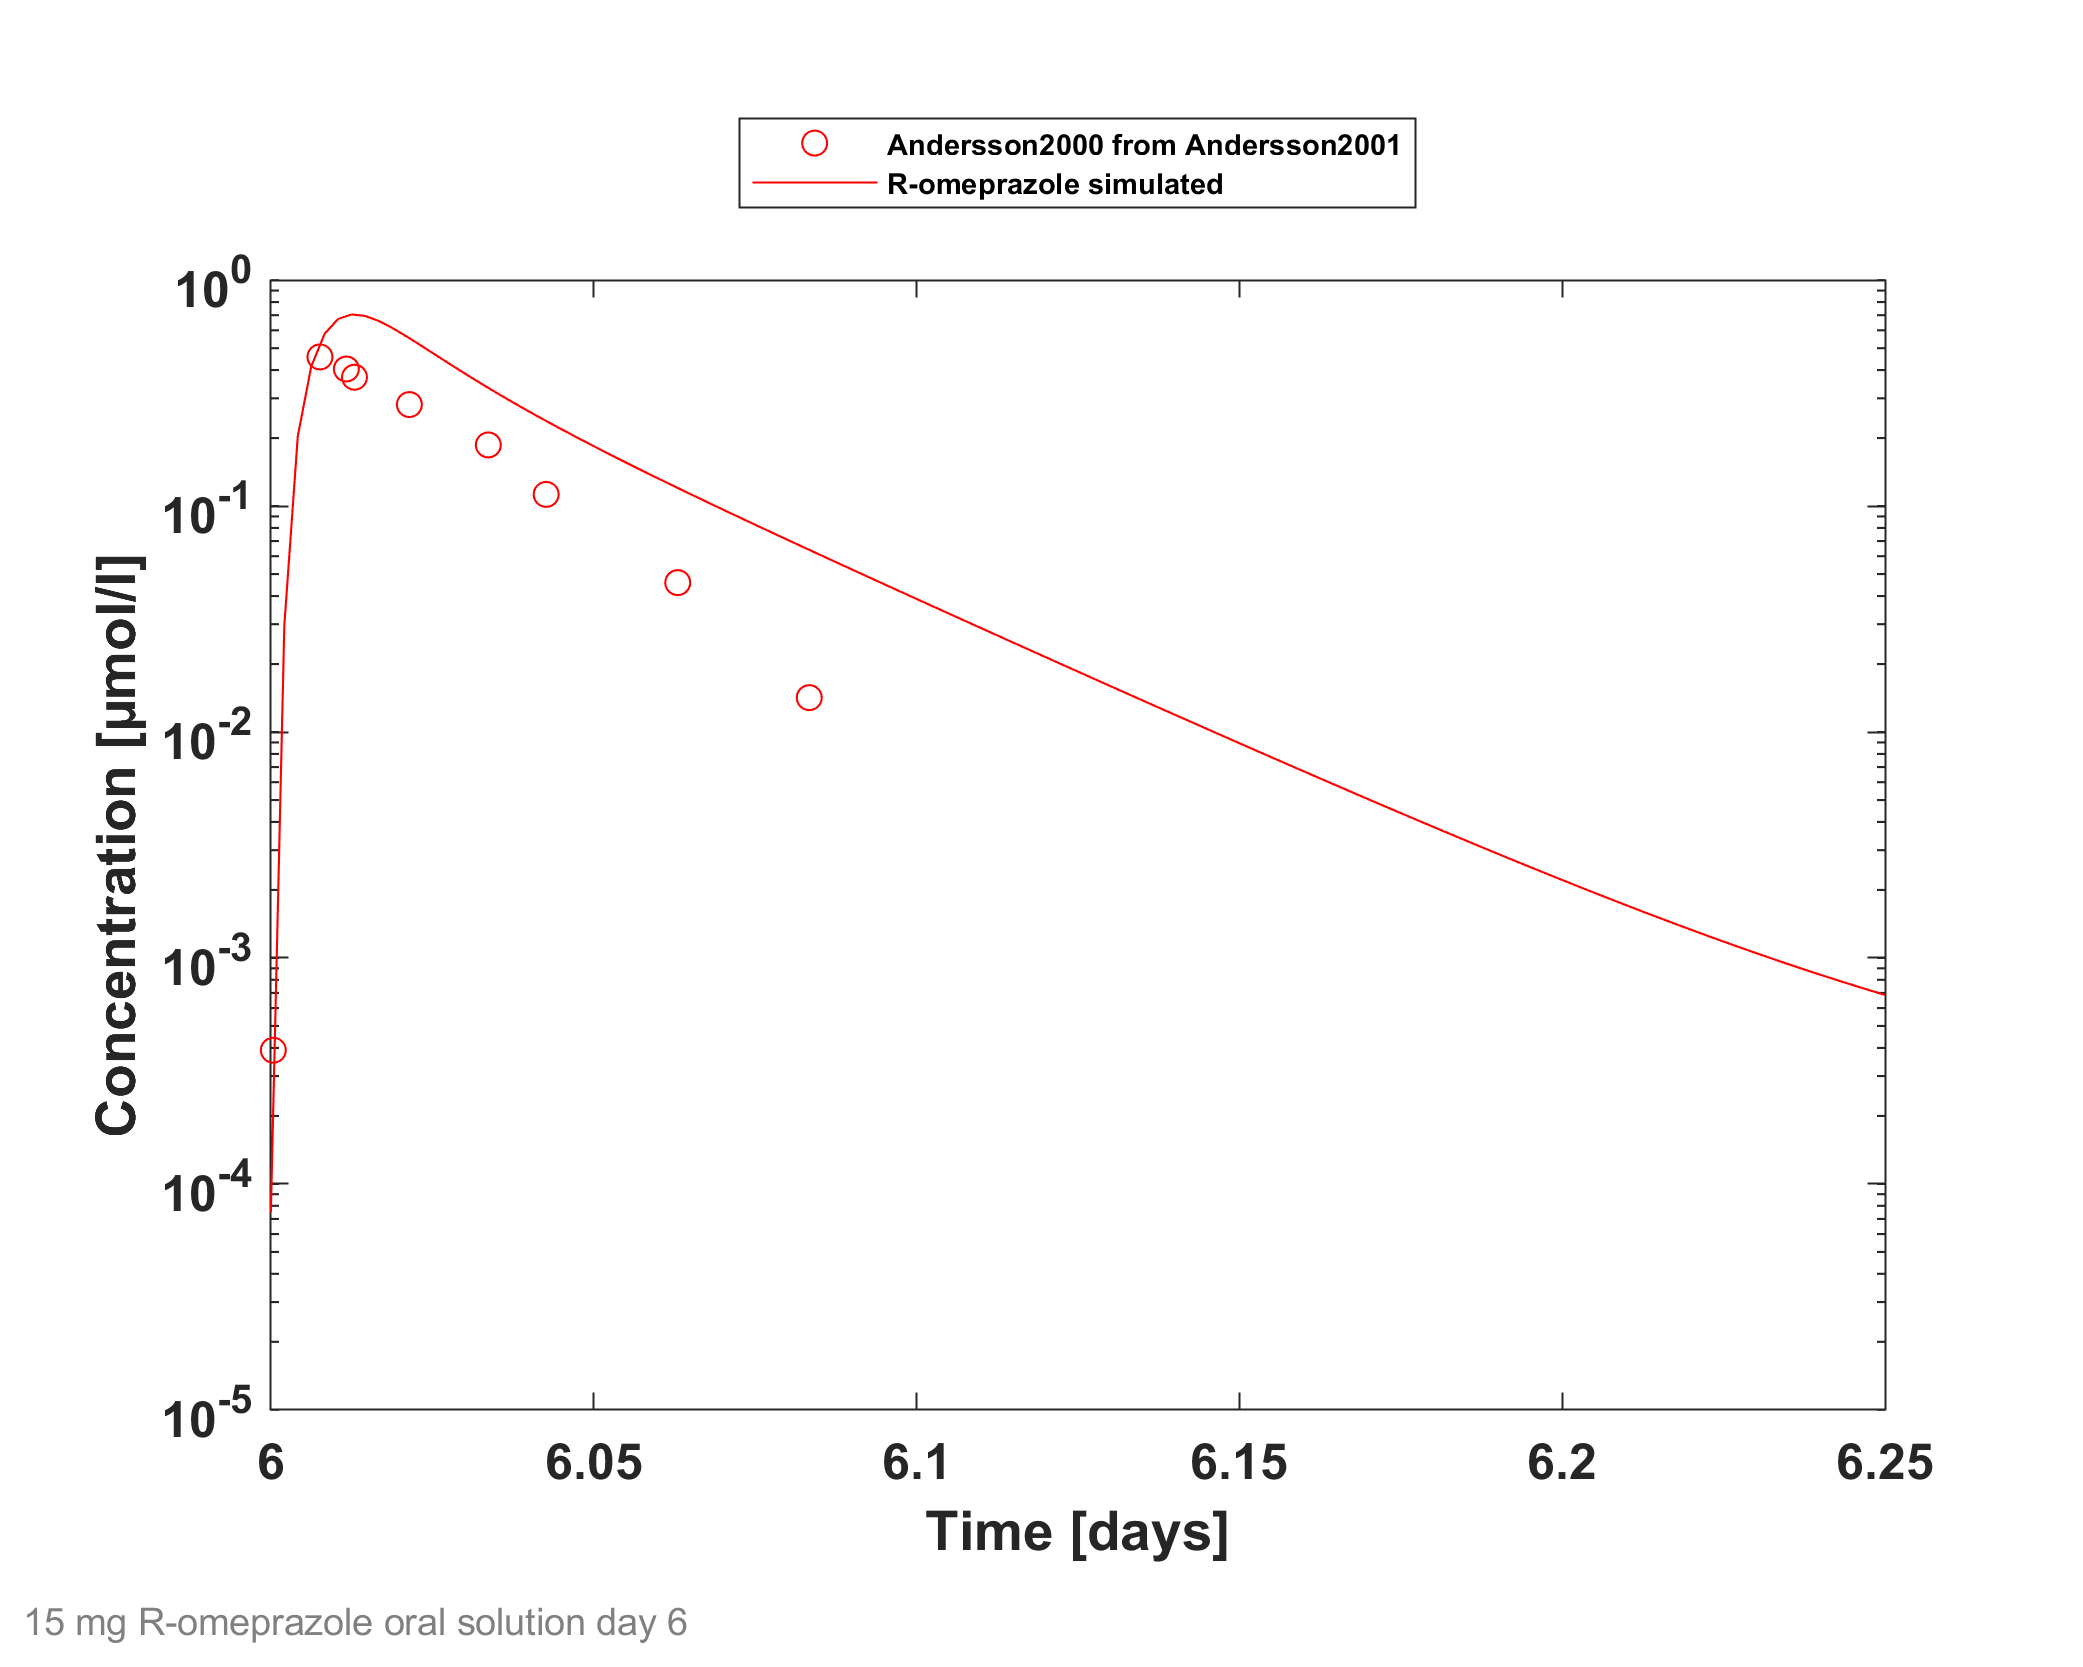 Andersson2000 from Andersson2001
R-omeprazole simulated
10^0
10^-1
10^-2
10^-3
10^-4
10^-5
Concentration [µmol/l]
6 6.05 6.1 6.15 6.2 6.25
Time [days]
15 mg R-omeprazole oral solution day 6